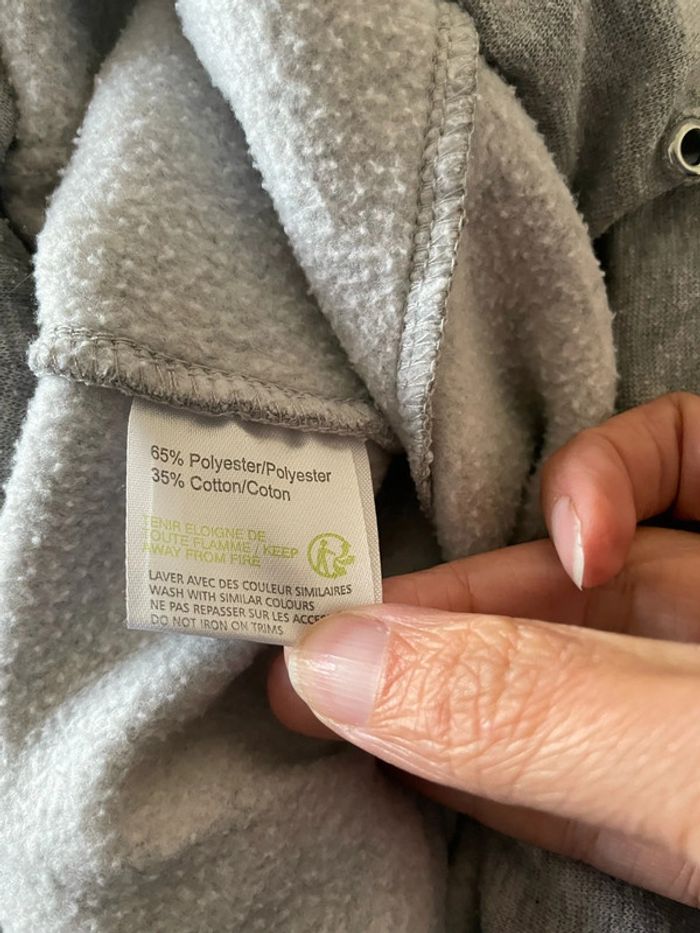 65% Polyester/Polyester
35% Cotton/Coton
TENIR ELOIGNE DE
TOUTE FLAMME / KEEP
AWAY FROM FIRE
LAVER AVEC DES COULEUR SIMILAIRES
WASH WITH SIMILAR COLOURS
NE PAS REPASSER SUR LES
DO NOT IRON ON TRIMS